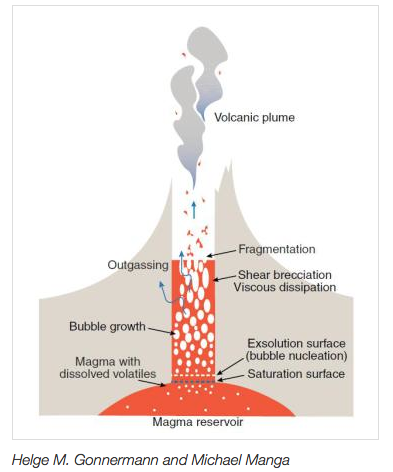 Volcanic plume
Fragmentation
Outgassing
Shear brecciation
Viscous dissipation
Bubble growth
Exsolution surface
(bubble nucleation)
Magma with
dissolved volatiles
Saturation surface
Magma reservoir
Helge M. Gonnermann and Michael Manga